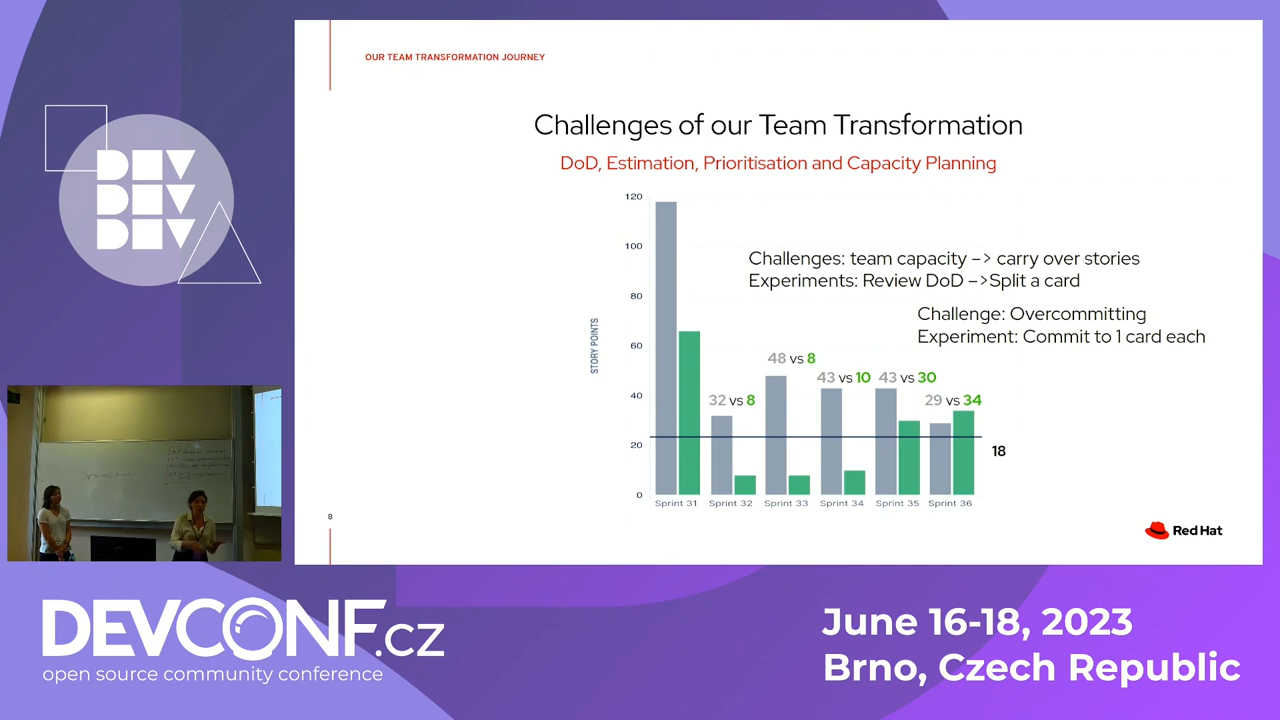 OUR TEAM TRANSFORMATION JOURNEY
DEV
DEV
DEV
Challenges of our Team Transformation
DoD, Estimation, Prioritisation and Capacity Planning
STORY POINTS
120
100
80
60
40
20
0
Challenges: team capacity –> carry over stories
Experiments: Review DoD –>Split a card
Challenge: Overcommitting
Experiment: Commit to 1 card each
48 vs 8
43 vs 10
43 vs 30
32 vs 8
29 vs 34
18
Sprint 31
Sprint 32
Sprint 33
Sprint 34
Sprint 35
Sprint 36
8
Red Hat
DEVCONF.cz
open source community conference
June 16-18, 2023
Brno, Czech Republic